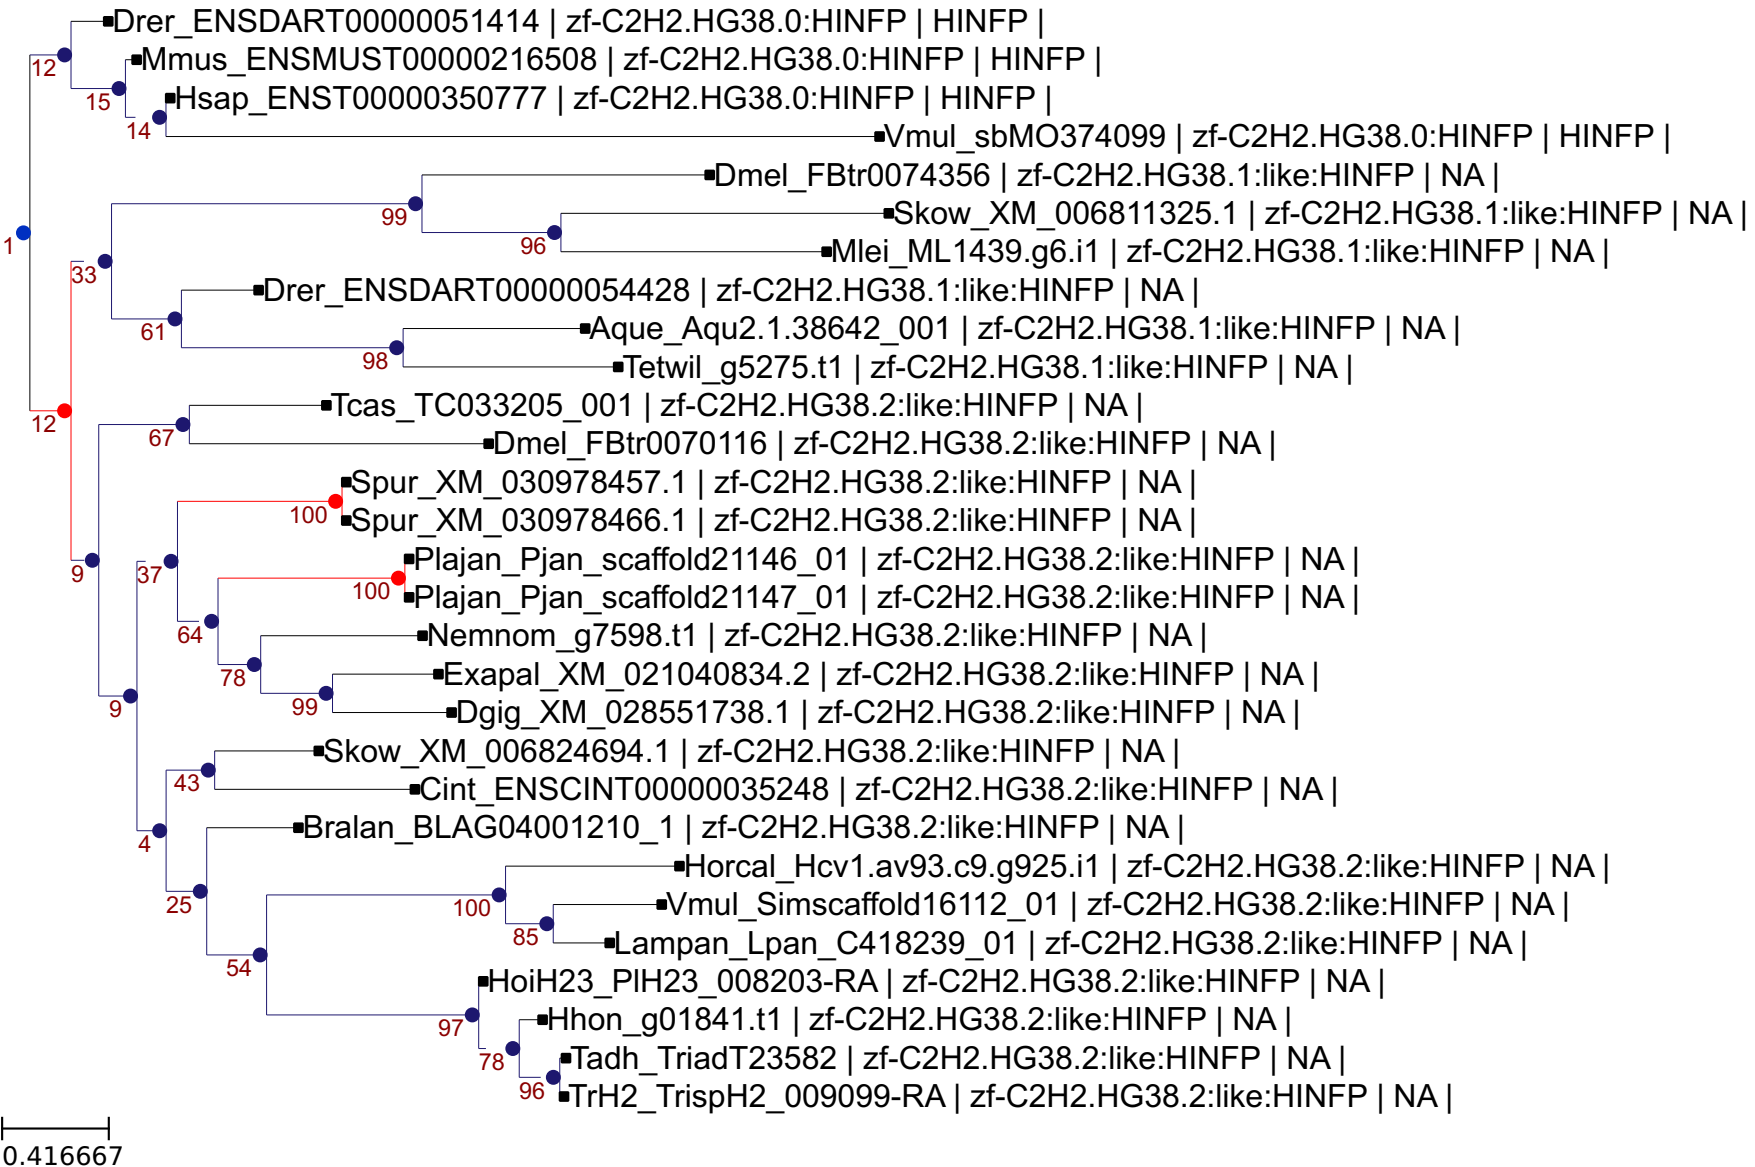 Drer_ENSDART00000051414 | zf-C2H2.HG38.0:HINFP | HINFP |
12
Mmus_ENSMUST00000216508 | zf-C2H2.HG38.0:HINFP | HINFP |
15
Hsap_ENST00000350777 | zf-C2H2.HG38.0:HINFP | HINFP |
14
Vmul_sbMO374099 | zf-C2H2.HG38.0:HINFP | HINFP |
Dmel_FBtr0074356 | zf-C2H2.HG38.1:like:HINFP | NA |
99
Skow_XM_006811325.1 | zf-C2H2.HG38.1:like:HINFP | NA |
1
96
Mlei_ML1439.g6.i1 | zf-C2H2.HG38.1:like:HINFP | NA |
33
Drer_ENSDART00000054428 | zf-C2H2.HG38.1:like:HINFP | NA |
61
Aque_Aqu2.1.38642_001 | zf-C2H2.HG38.1:like:HINFP | NA |
98
Tetwil_g5275.t1 | zf-C2H2.HG38.1:like:HINFP | NA |
Tcas_TC033205_001 | zf-C2H2.HG38.2:like:HINFP | NA |
12
67
Dmel_FBtr0070116 | zf-C2H2.HG38.2:like:HINFP | NA |
Spur_XM_030978457.1 | zf-C2H2.HG38.2:like:HINFP | NA |
100
Spur_XM_030978466.1 | zf-C2H2.HG38.2:like:HINFP | NA |
Plajan_Pjan_scaffold21146_01 | zf-C2H2.HG38.2:like:HINFP | NA |
9
37
100
Plajan_Pjan_scaffold21147_01 | zf-C2H2.HG38.2:like:HINFP | NA |
64
Nemnom_g7598.t1 | zf-C2H2.HG38.2:like:HINFP | NA |
78
Exapal_XM_021040834.2 | zf-C2H2.HG38.2:like:HINFP | NA |
9
99
Dgig_XM_028551738.1 | zf-C2H2.HG38.2:like:HINFP | NA |
Skow_XM_006824694.1 | zf-C2H2.HG38.2:like:HINFP | NA |
43
Cint_ENSCINT00000035248 | zf-C2H2.HG38.2:like:HINFP | NA |
Bralan_BLAG04001210_1 | zf-C2H2.HG38.2:like:HINFP | NA |
4
Horcal_Hcv1.av93.c9.g925.i1 | zf-C2H2.HG38.2:like:HINFP | NA |
25
100
Vmul_Simscaffold16112_01 | zf-C2H2.HG38.2:like:HINFP | NA |
85
Lampan_Lpan_C418239_01 | zf-C2H2.HG38.2:like:HINFP | NA |
54
HoiH23_PlH23_008203-RA | zf-C2H2.HG38.2:like:HINFP | NA |
97
Hhon_g01841.t1 | zf-C2H2.HG38.2:like:HINFP | NA |
78
Tadh_TriadT23582 | zf-C2H2.HG38.2:like:HINFP | NA |
96
TrH2_TrispH2_009099-RA | zf-C2H2.HG38.2:like:HINFP | NA |
0.416667